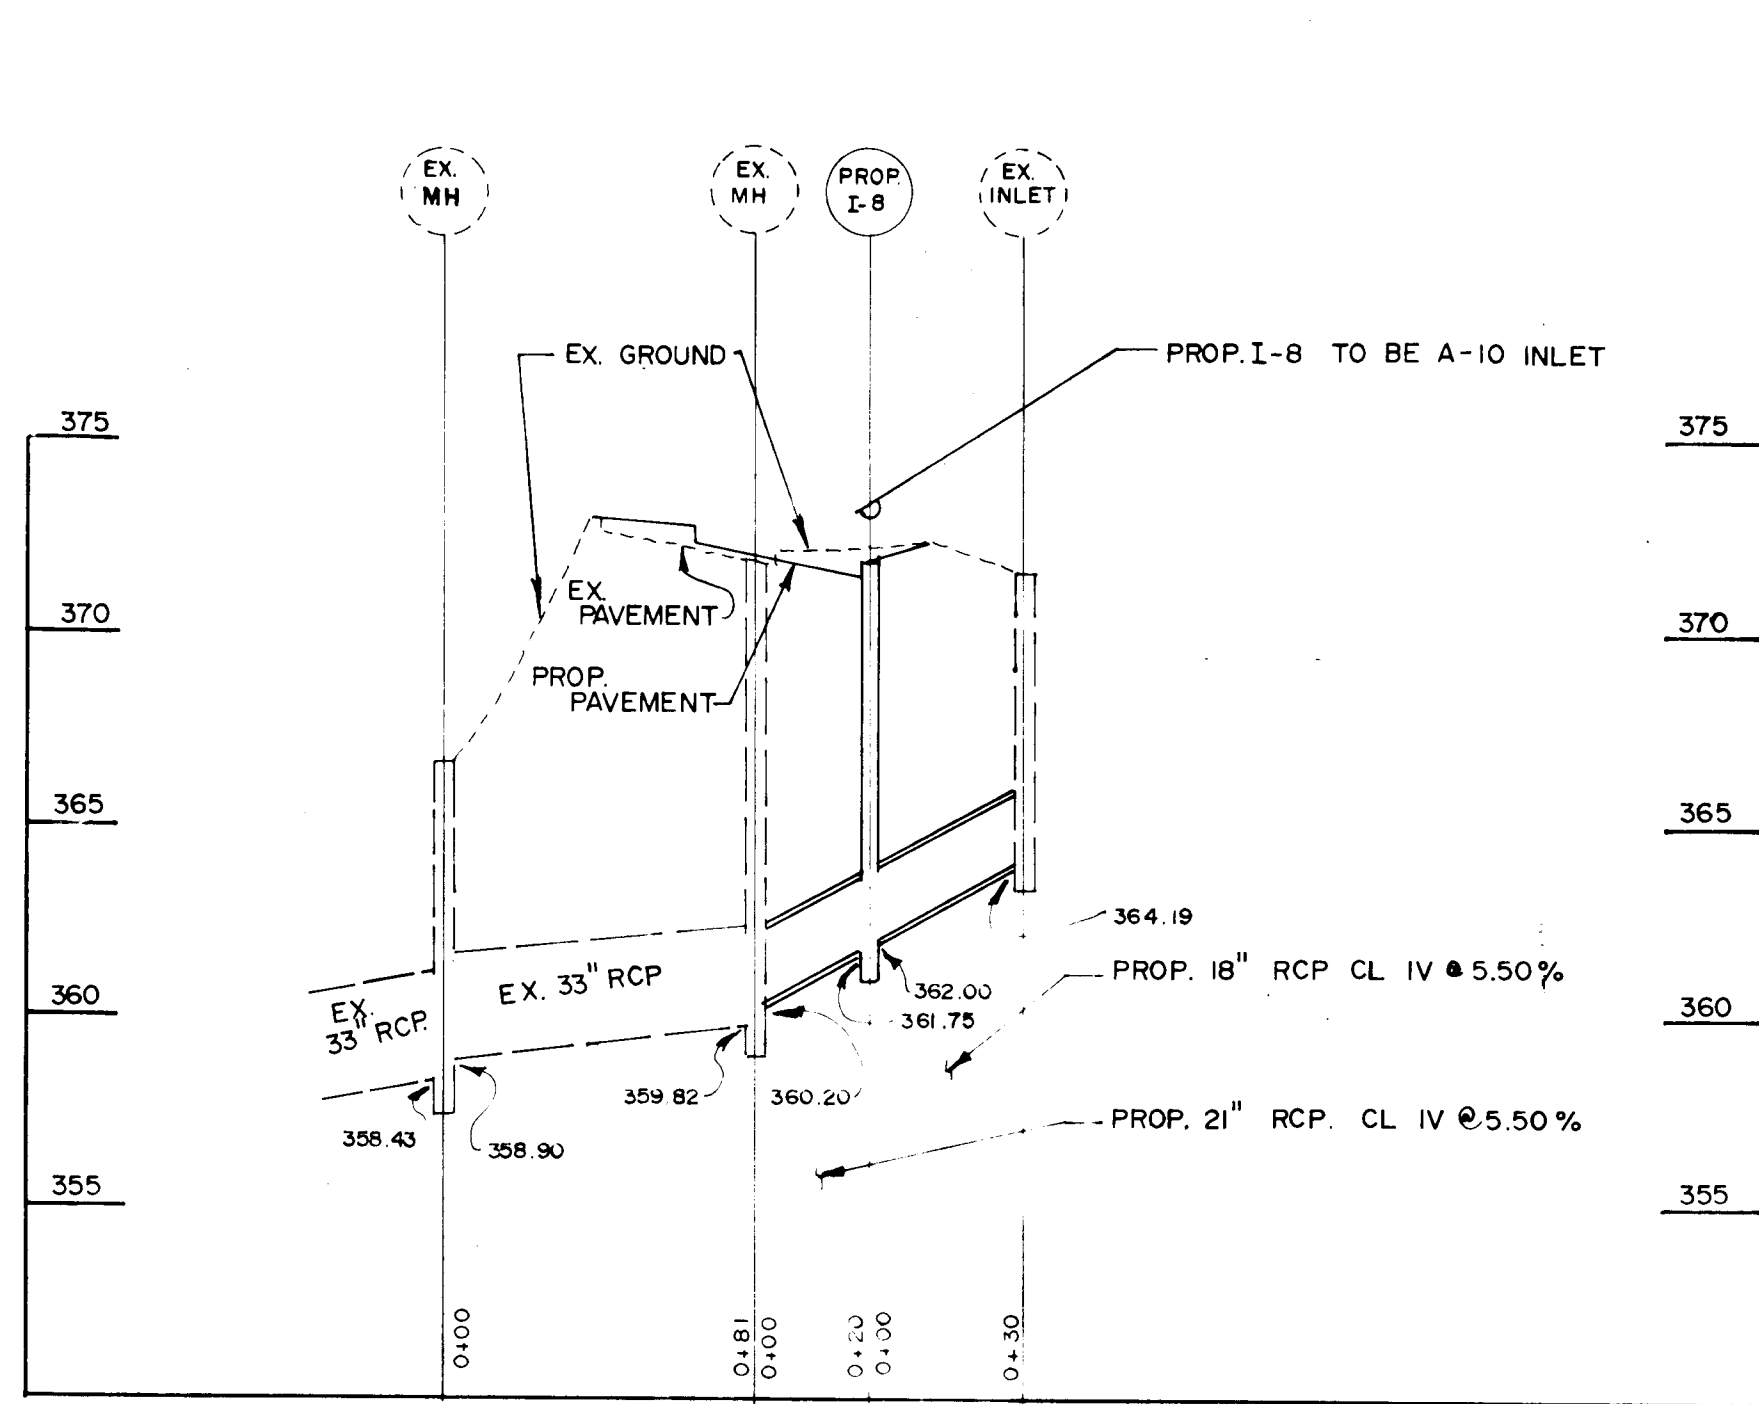 EX.
MH
EX.
MH
PROP.
I-8
EX.
INLET
EX. GROUND
PROP. I-8 TO BE A-10 INLET
375
375
EX.
PAVEMENT
370
370
PROP.
PAVEMENT
365
365
364.19
PROP. 18" RCP CL IV @ 5.50%
EX. 33" RCP
362.00
361.75
360
360
EX.
33" RCP.
359.82
360.20
358.43
358.90
PROP. 21" RCP. CL IV @ 5.50%
355
355
0+00
0+81
0+00
0+20
0+00
0+30